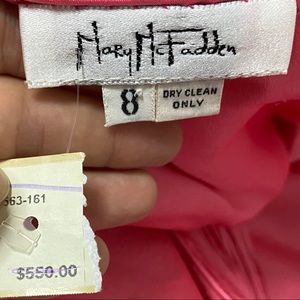 Mary McFadden
8
DRY CLEAN
ONLY
563-161
$550.00